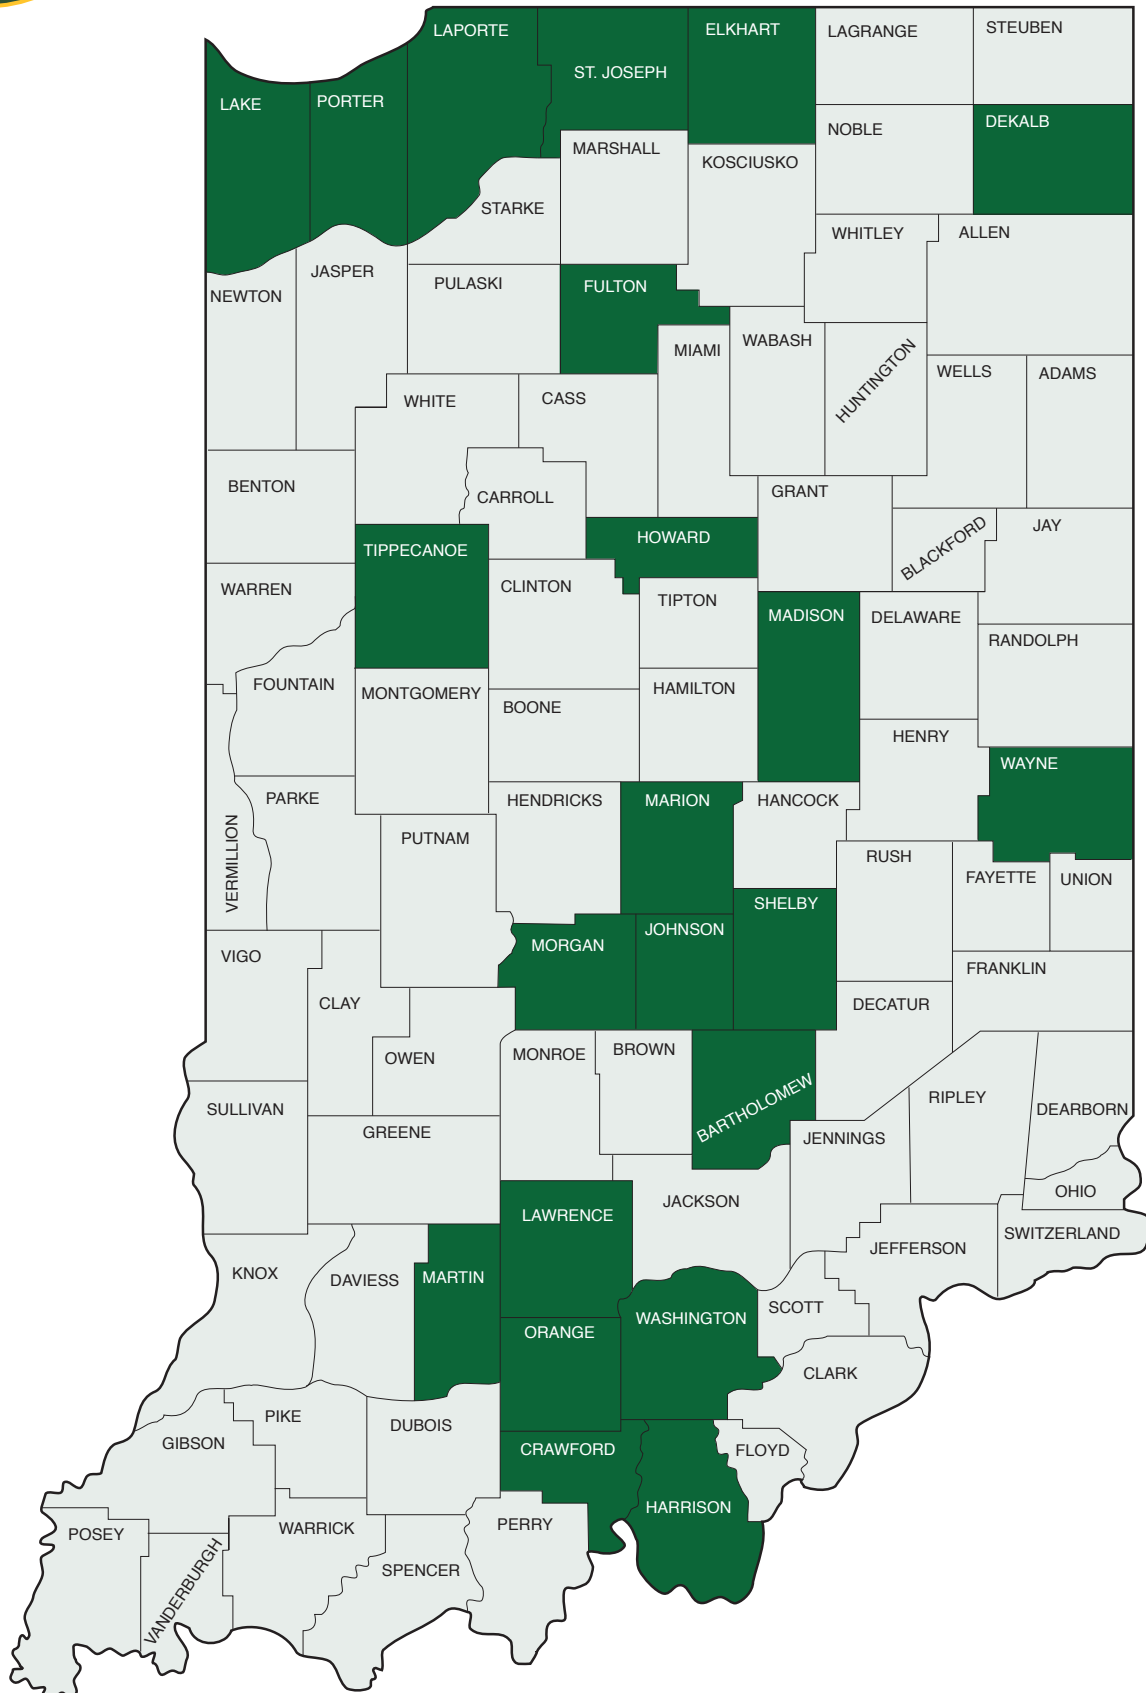 LAPORTE
ELKHART
LAGRANGE
STEUBEN
ST. JOSEPH
LAKE
PORTER
DEKALB
NOBLE
MARSHALL
KOSCIUSKO
STARKE
WHITLEY
ALLEN
JASPER
PULASKI
FULTON
NEWTON
WABASH
MIAMI
HUNTINGTON
WELLS
ADAMS
WHITE
CASS
BENTON
CARROLL
GRANT
BLACKFORD
JAY
HOWARD
TIPPECANOE
CLINTON
WARREN
TIPTON
MADISON
DELAWARE
RANDOLPH
FOUNTAIN
MONTGOMERY
HAMILTON
BOONE
HENRY
WAYNE
PARKE
HENDRICKS
MARION
HANCOCK
VERMILLION
PUTNAM
RUSH
FAYETTE
UNION
SHELBY
JOHNSON
MORGAN
VIGO
FRANKLIN
CLAY
DECATUR
OWEN
MONROE
BROWN
BARTHOLOMEW
RIPLEY
DEARBORN
SULLIVAN
GREENE
JENNINGS
OHIO
JACKSON
LAWRENCE
SWITZERLAND
JEFFERSON
KNOX
DAVIESS
MARTIN
SCOTT
WASHINGTON
ORANGE
CLARK
PIKE
DUBOIS
GIBSON
CRAWFORD
FLOYD
HARRISON
POSEY
VANDERBURGH
WARRICK
PERRY
SPENCER